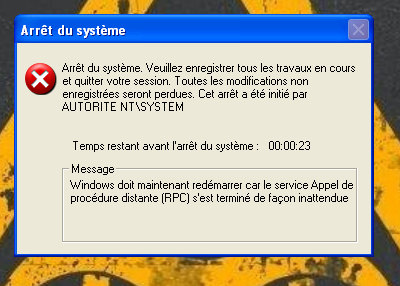 Arrêt du système
Arrêt du système. Veuillez enregistrer tous les travaux en cours
et quitter votre session. Toutes les modifications non
enregistrées seront perdues. Cet arrêt a été initié par
AUTORITE NT\SYSTEM
Temps restant avant l'arrêt du système : 00:00:23
Message
Windows doit maintenant redémarrer car le service Appel de
procédure distante (RPC) s'est terminé de façon inattendue